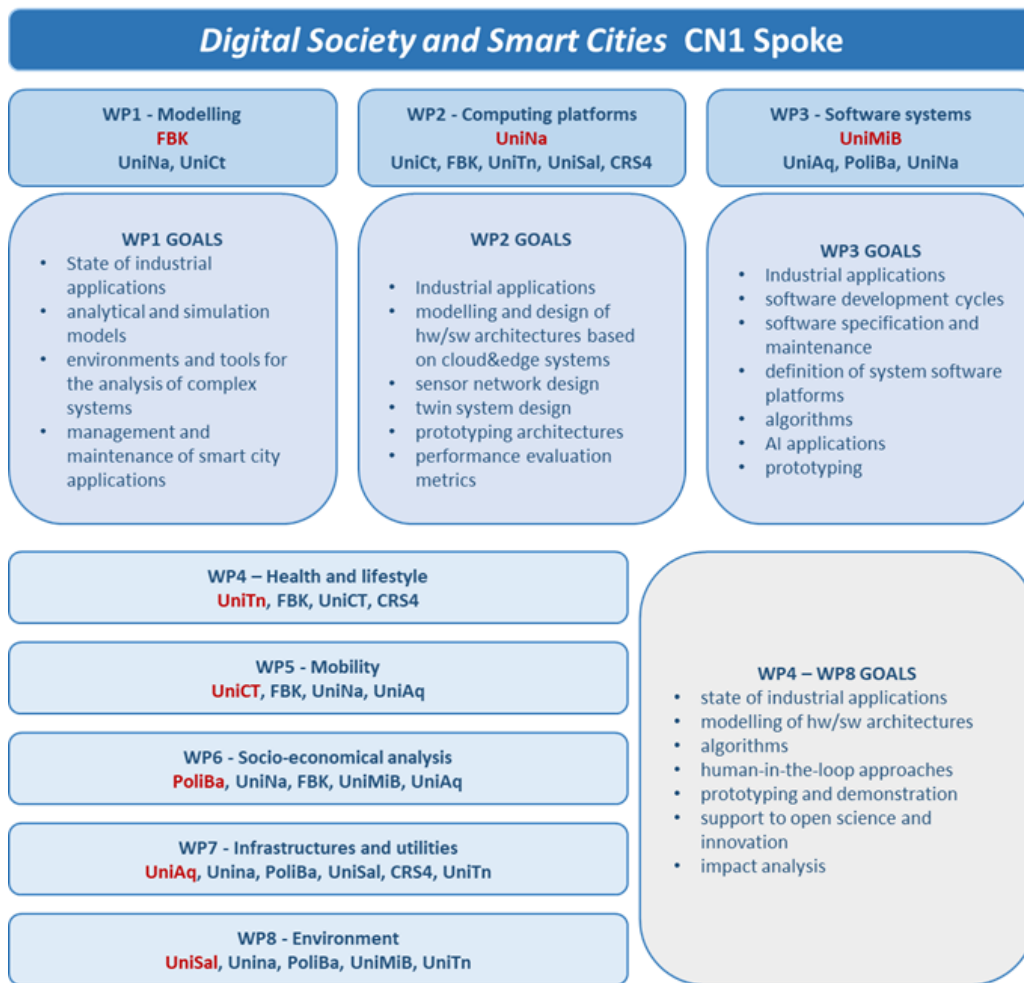 Digital Society and Smart Cities CN1 Spoke
WP1 - Modelling
FBK
UniNa, UniCt
WP2 - Computing platforms
UniNa
UniCt, FBK, UniTn, UniSal, CRS4
WP3 - Software systems
UniMiB
UniAq, PoliBa, UniNa
WP1 GOALS
• State of industrial
applications
• analytical and simulation
models
• environments and tools for
the analysis of complex
systems
• management and
maintenance of smart city
applications
WP2 GOALS
• Industrial applications
• modelling and design of
hw/sw architectures based
on cloud&edge systems
• sensor network design
• twin system design
• prototyping architectures
• performance evaluation
metrics
WP3 GOALS
• Industrial applications
• software development cycles
• software specification and
maintenance
• definition of system software
platforms
• algorithms
• AI applications
• prototyping
WP4 – Health and lifestyle
UniTn, FBK, UniCT, CRS4
WP5 - Mobility
UniCT, FBK, UniNa, UniAq
WP6 - Socio-economical analysis
PoliBa, UniNa, FBK, UniMiB, UniAq
WP7 - Infrastructures and utilities
UniAq, Unina, PoliBa, UniSal, CRS4, UniTn
WP8 - Environment
UniSal, Unina, PoliBa, UniMiB, UniTn
WP4 – WP8 GOALS
• state of industrial applications
• modelling of hw/sw architectures
• algorithms
• human-in-the-loop approaches
• prototyping and demonstration
• support to open science and
innovation
• impact analysis